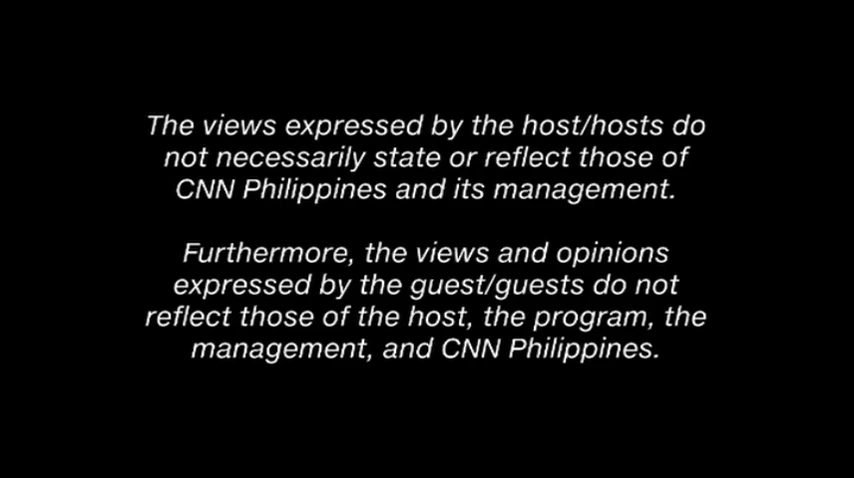 The views expressed by the host/hosts do
not necessarily state or reflect those of
CNN Philippines and its management.
Furthermore, the views and opinions
expressed by the guest/guests do not
reflect those of the host, the program, the
management, and CNN Philippines.